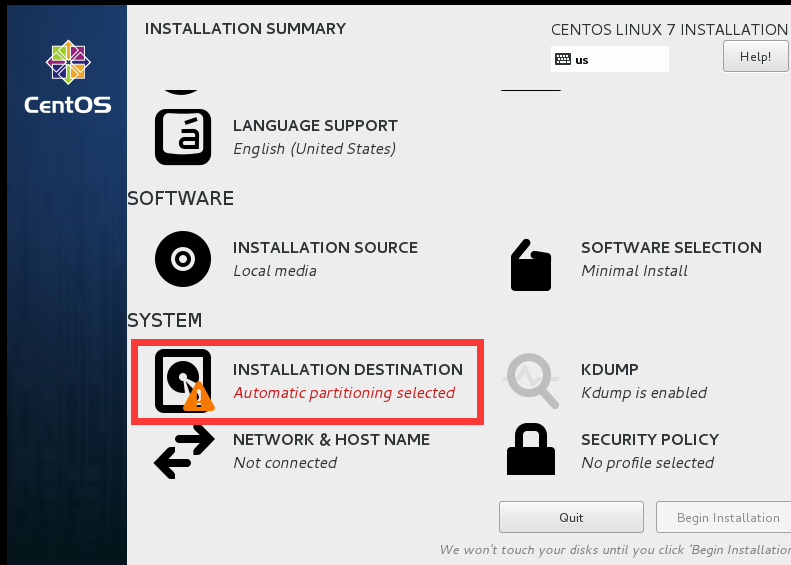 INSTALLATION SUMMARY
CENTOS LINUX 7 INSTALLATION
us
Help!
CentOS
á
LANGUAGE SUPPORT
English (United States)
SOFTWARE
INSTALLATION SOURCE
Local media
SOFTWARE SELECTION
Minimal Install
SYSTEM
INSTALLATION DESTINATION
Automatic partitioning selected
KDUMP
Kdump is enabled
NETWORK & HOST NAME
Not connected
SECURITY POLICY
No profile selected
Quit
Begin Installation
We won't touch your disks until you click 'Begin Installation